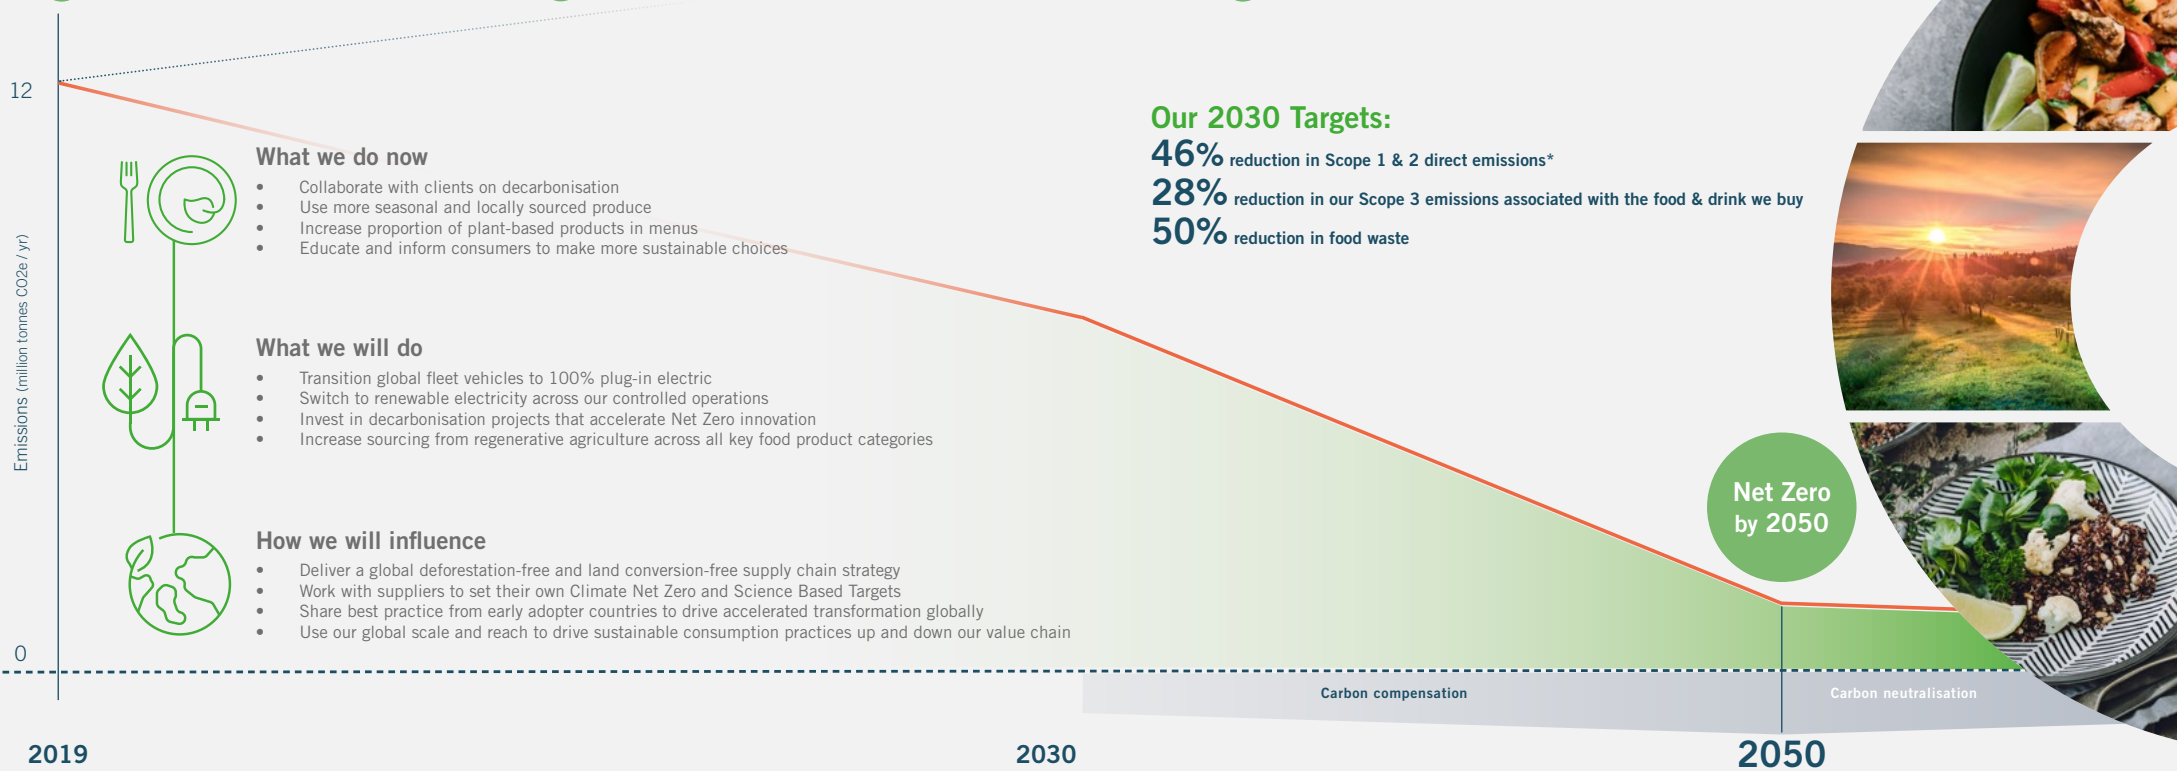 12
Emissions (million tonnes CO2e / yr)
0
What we do now
• Collaborate with clients on decarbonisation
• Use more seasonal and locally sourced produce
• Increase proportion of plant-based products in menus
• Educate and inform consumers to make more sustainable choices
What we will do
• Transition global fleet vehicles to 100% plug-in electric
• Switch to renewable electricity across our controlled operations
• Invest in decarbonisation projects that accelerate Net Zero innovation
• Increase sourcing from regenerative agriculture across all key food product categories
How we will influence
• Deliver a global deforestation-free and land conversion-free supply chain strategy
• Work with suppliers to set their own Climate Net Zero and Science Based Targets
• Share best practice from early adopter countries to drive accelerated transformation globally
• Use our global scale and reach to drive sustainable consumption practices up and down our value chain
Our 2030 Targets:
46% reduction in Scope 1 & 2 direct emissions*
28% reduction in our Scope 3 emissions associated with the food & drink we buy
50% reduction in food waste
Net Zero
by 2050
Carbon compensation
Carbon neutralisation
2019
2030
2050